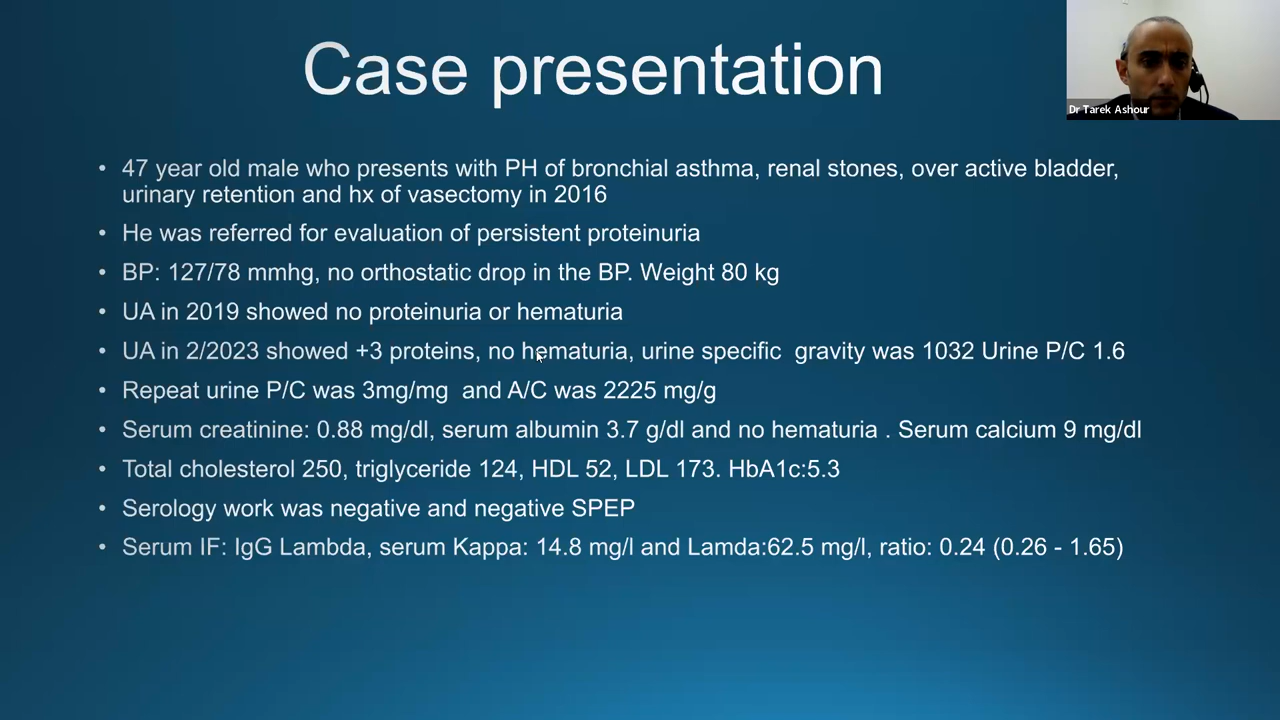 Case presentation
Dr Tarek Ashour
• 47 year old male who presents with PH of bronchial asthma, renal stones, over active bladder,
urinary retention and hx of vasectomy in 2016
• He was referred for evaluation of persistent proteinuria
• BP: 127/78 mmhg, no orthostatic drop in the BP. Weight 80 kg
• UA in 2019 showed no proteinuria or hematuria
• UA in 2/2023 showed +3 proteins, no hematuria, urine specific  gravity was 1032 Urine P/C 1.6
• Repeat urine P/C was 3mg/mg  and A/C was 2225 mg/g
• Serum creatinine: 0.88 mg/dl, serum albumin 3.7 g/dl and no hematuria . Serum calcium 9 mg/dl
• Total cholesterol 250, triglyceride 124, HDL 52, LDL 173. HbA1c:5.3
• Serology work was negative and negative SPEP
• Serum IF: IgG Lambda, serum Kappa: 14.8 mg/l and Lamda:62.5 mg/l, ratio: 0.24 (0.26 - 1.65)